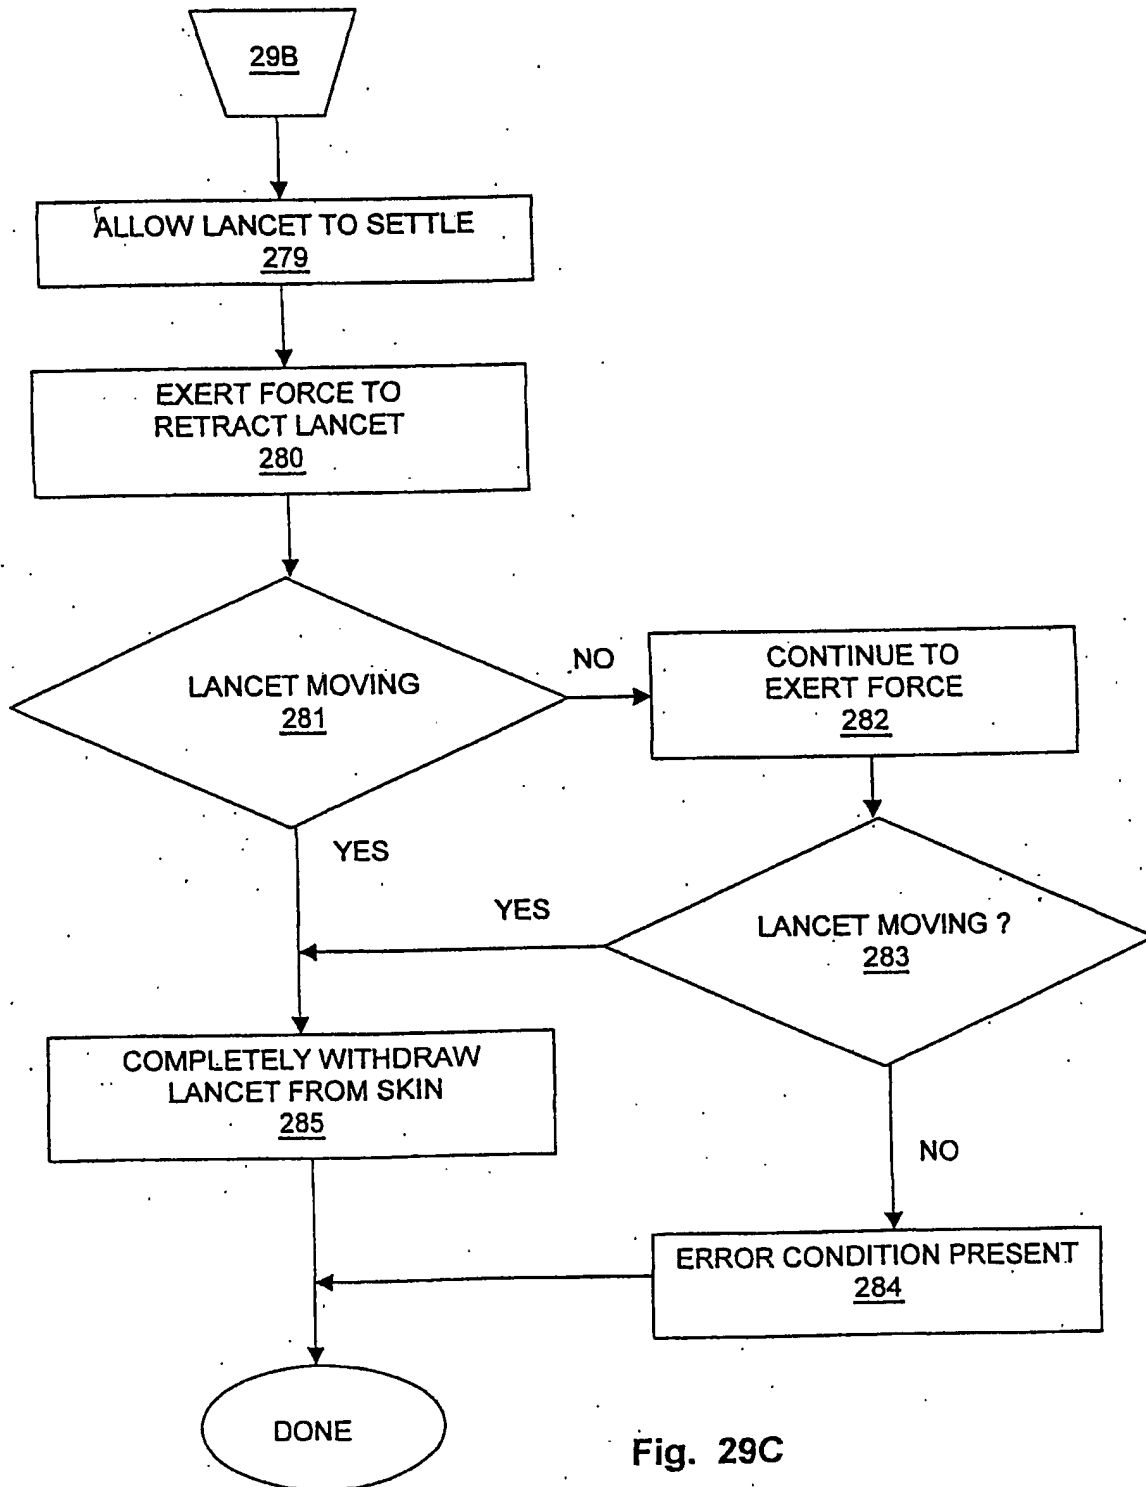 29B
ALLOW LANCET TO SETTLE
279
EXERT FORCE TO
RETRACT LANCET
280
LANCET MOVING
281
NO
CONTINUE TO
EXERT FORCE
282
YES
YES
LANCET MOVING ?
283
COMPLETELY WITHDRAW
LANCET FROM SKIN
285
NO
ERROR CONDITION PRESENT
284
DONE
Fig. 29C